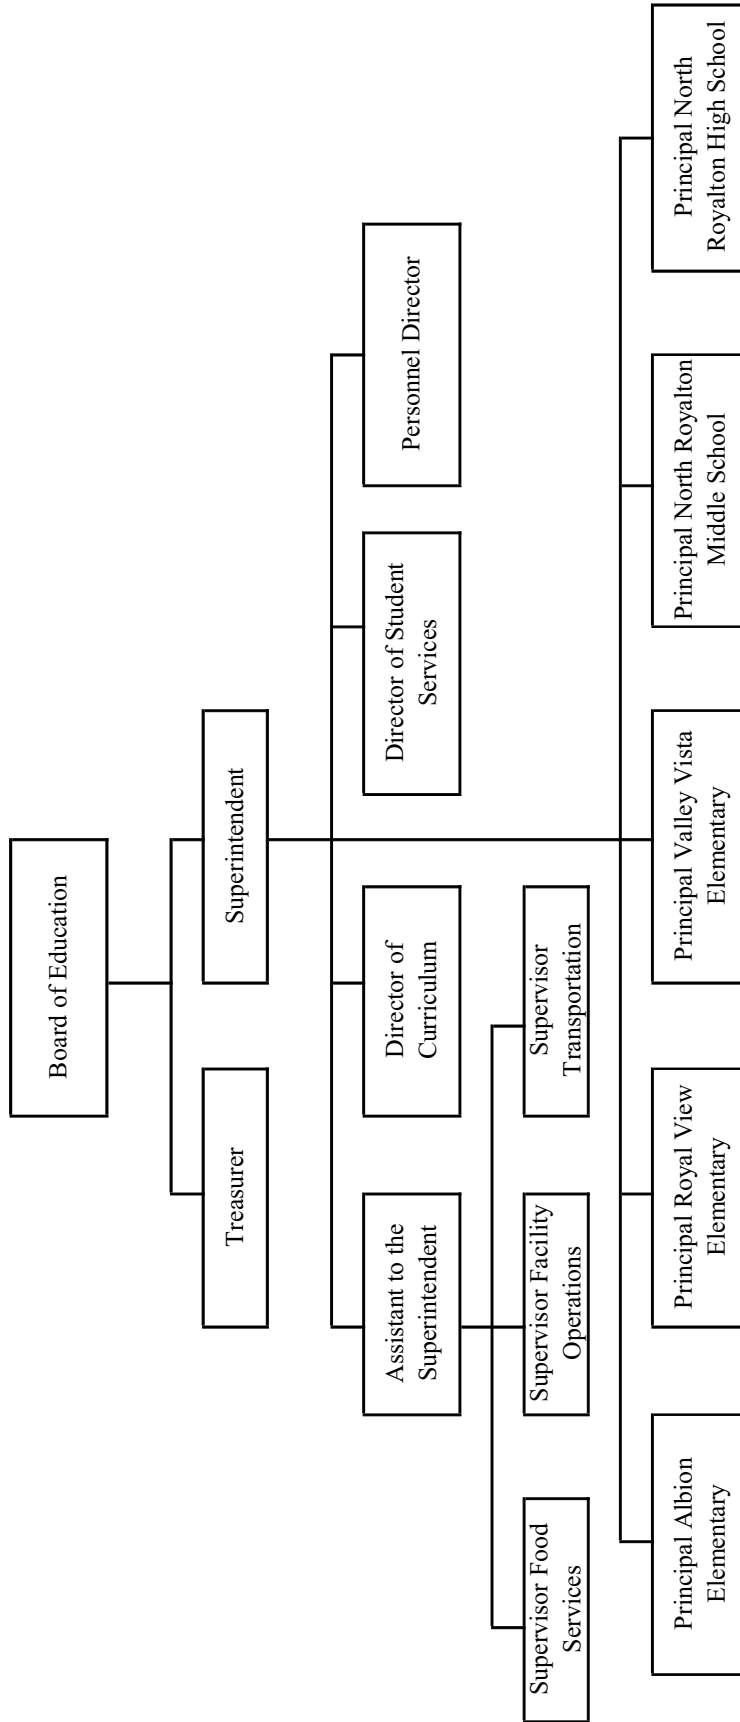 Board of Education
Treasurer
Superintendent
Assistant to the
Superintendent
Director of
Curriculum
Director of Student
Services
Personnel Director
Supervisor Food
Services
Supervisor Facility
Operations
Supervisor
Transportation
Principal Albion
Elementary
Principal Royal View
Elementary
Principal Valley Vista
Elementary
Principal North Royalton
Middle School
Principal North
Royalton High School